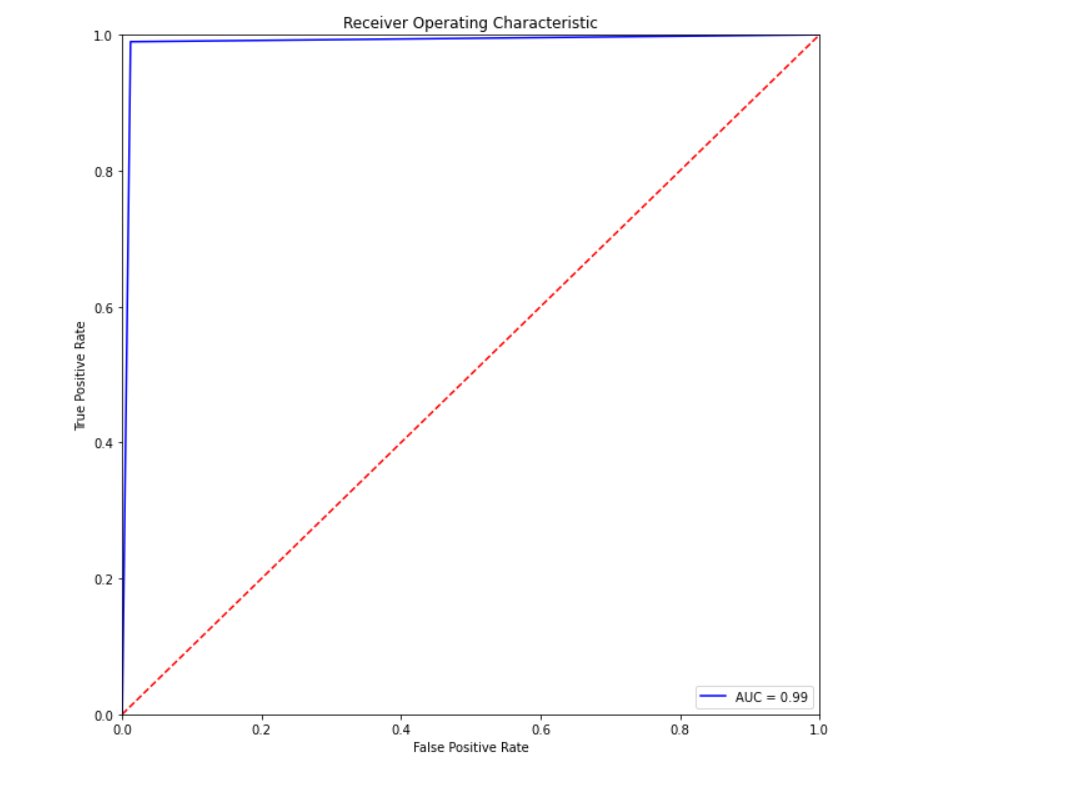 Receiver Operating Characteristic
1.0
0.8
0.6
0.4
0.2
0.0
True Positive Rate
AUC = 0.99
0.0 0.2 0.4 0.6 0.8 1.0
False Positive Rate